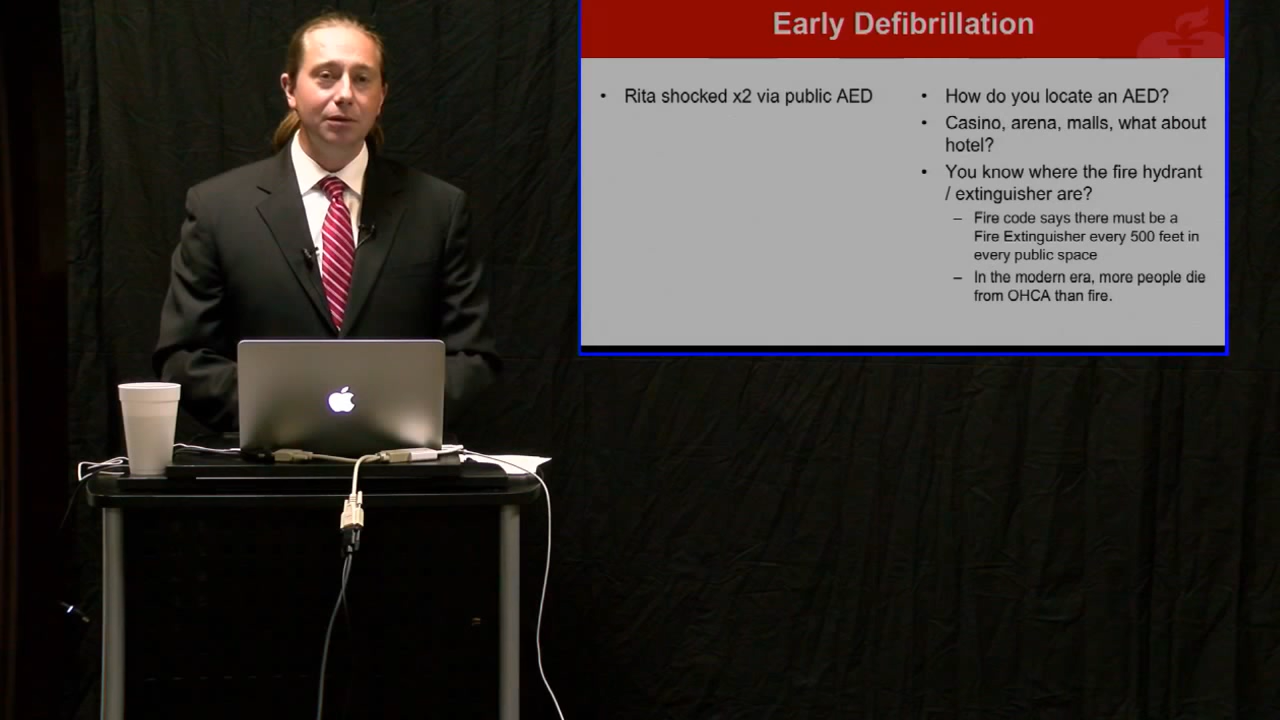 Early Defibrillation
• Rita shocked x2 via public AED
• How do you locate an AED?
• Casino, arena, malls, what about
hotel?
• You know where the fire hydrant
/ extinguisher are?
– Fire code says there must be a
Fire Extinguisher every 500 feet in
every public space
– In the modern era, more people die
from OHCA than fire.